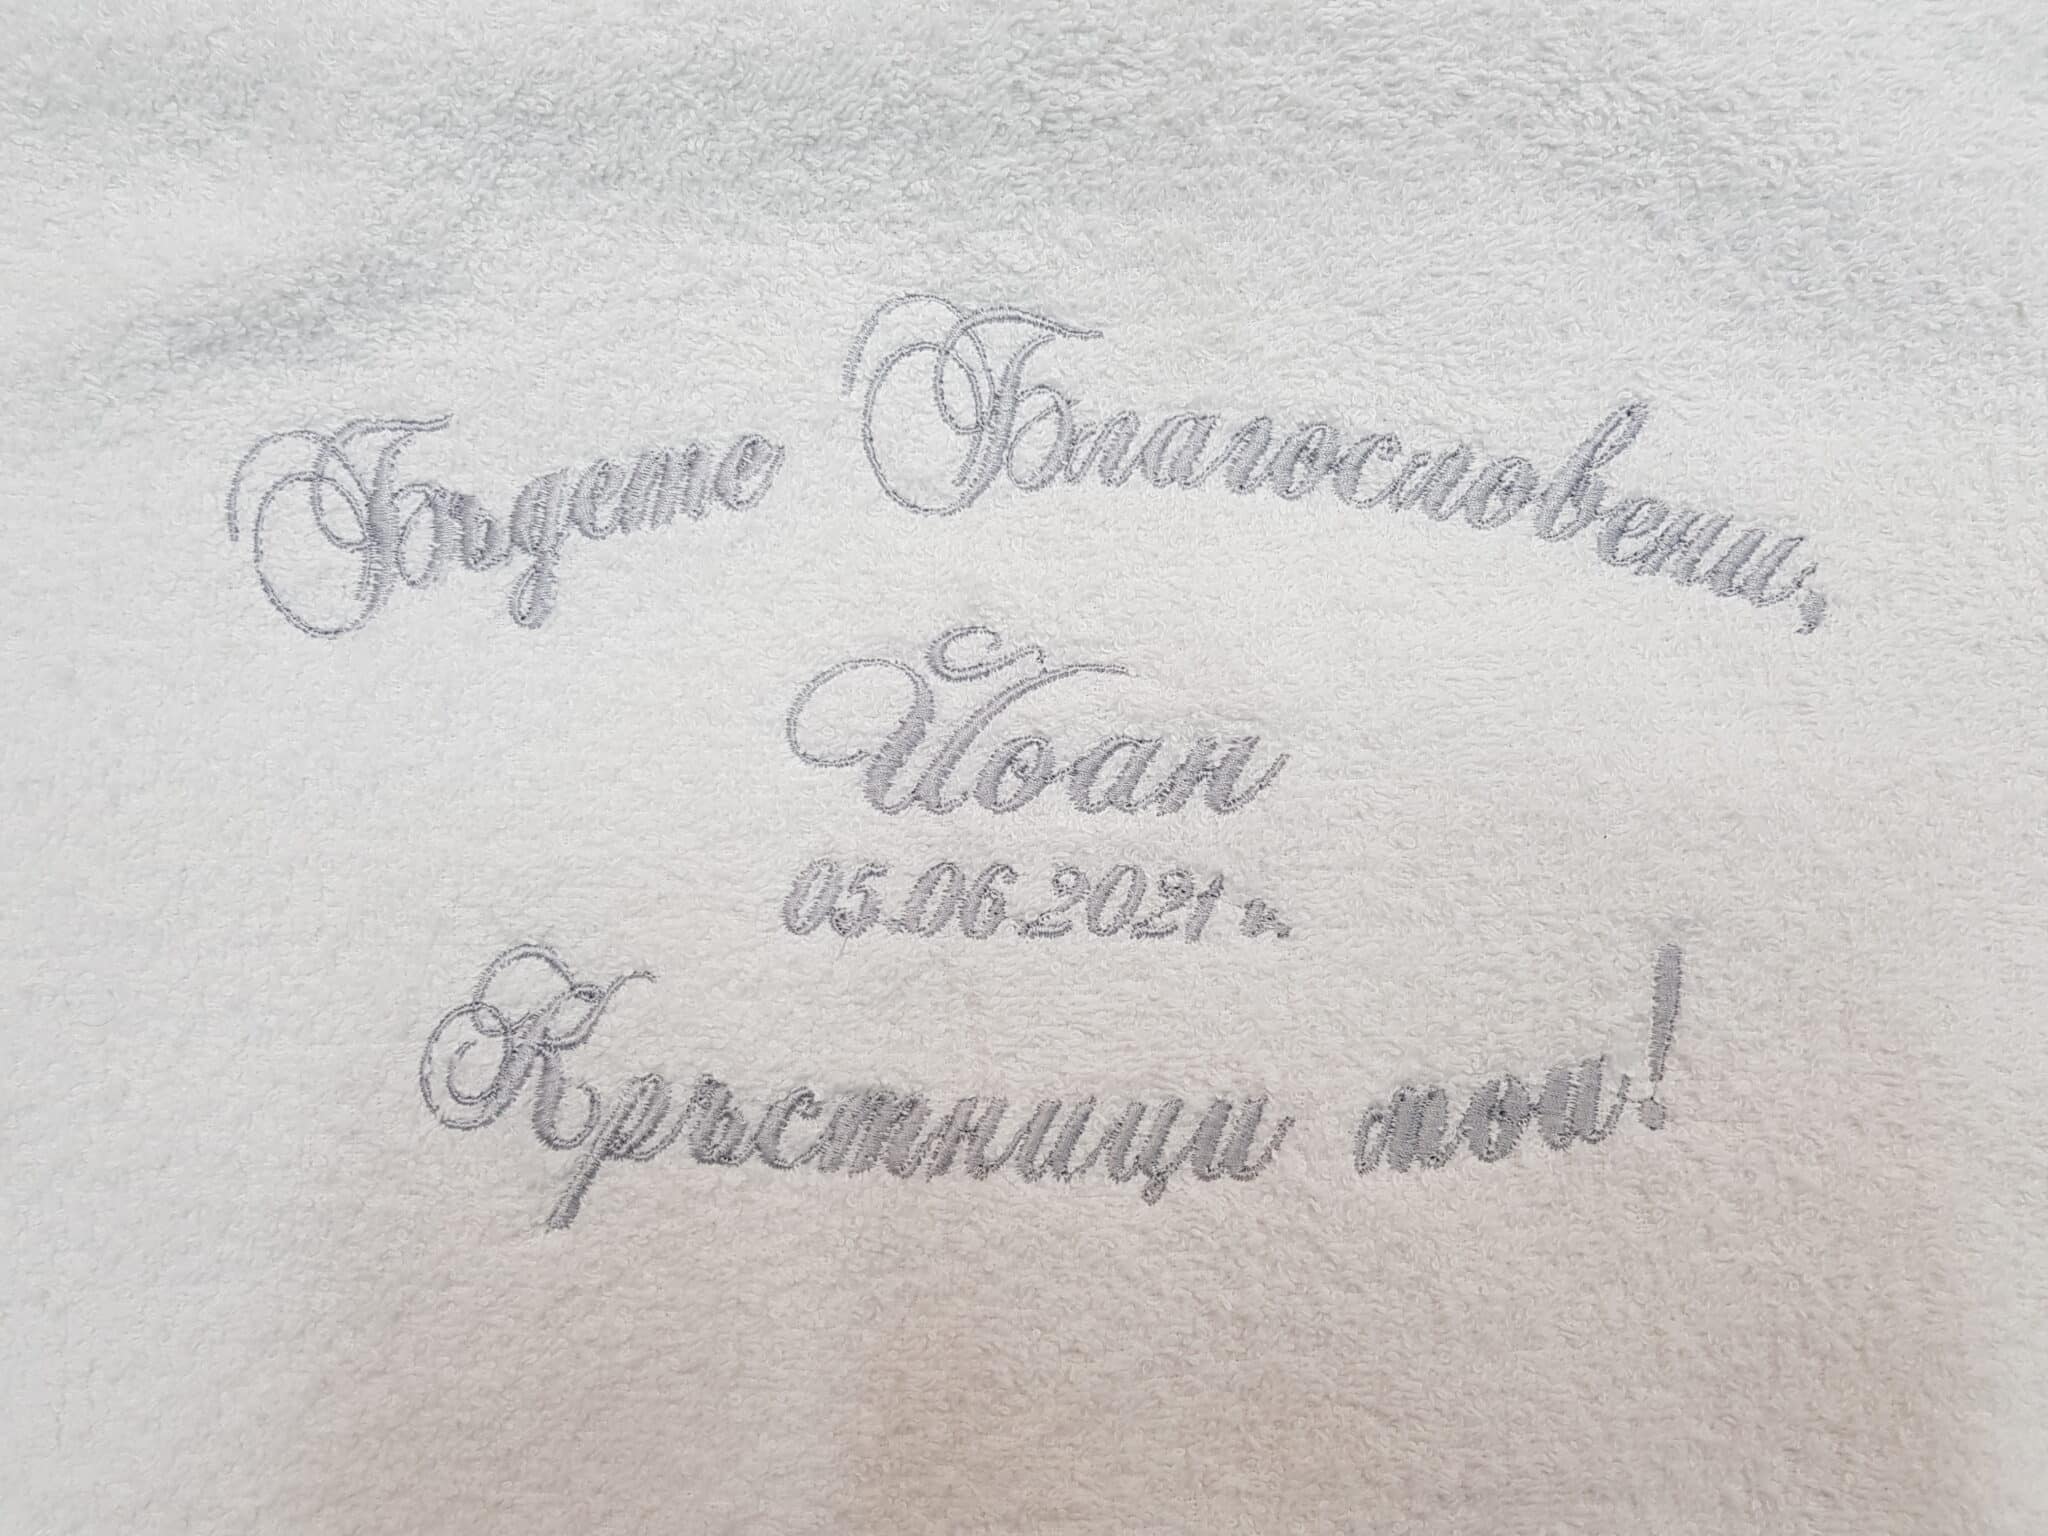 Бъдете Благословени,
Йоан
05.06.2021 г.
Кръстници мои!